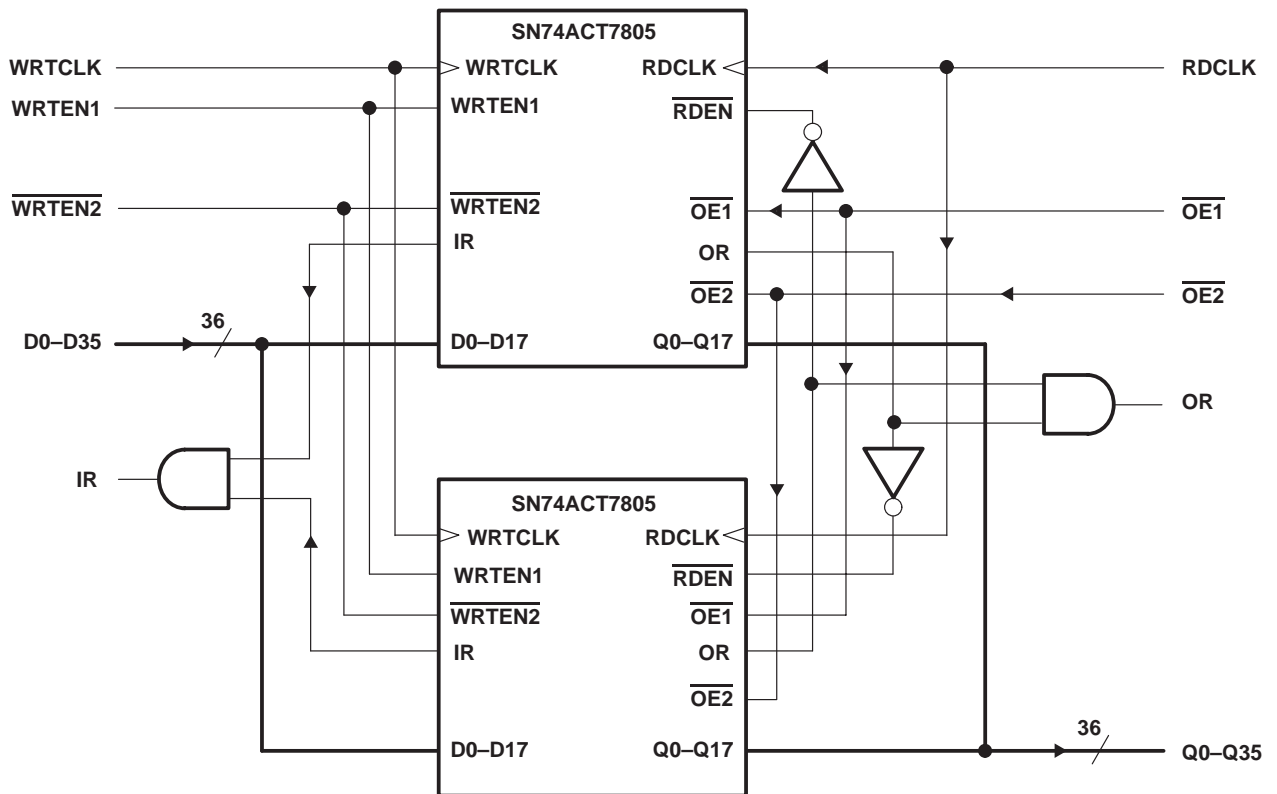 SN74ACT7805
WRTCLK
WRTCLK
RDCLK
RDCLK
WRTEN1
WRTEN1
RDEN
WRTEN2
WRTEN2
OE1
OE1
IR
OR
OE2
OE2
36
D0–D35
D0–D17
Q0–Q17
OR
IR
SN74ACT7805
WRTCLK
RDCLK
WRTEN1
RDEN
WRTEN2
OE1
IR
OR
OE2
36
D0–D17
Q0–Q17
Q0–Q35